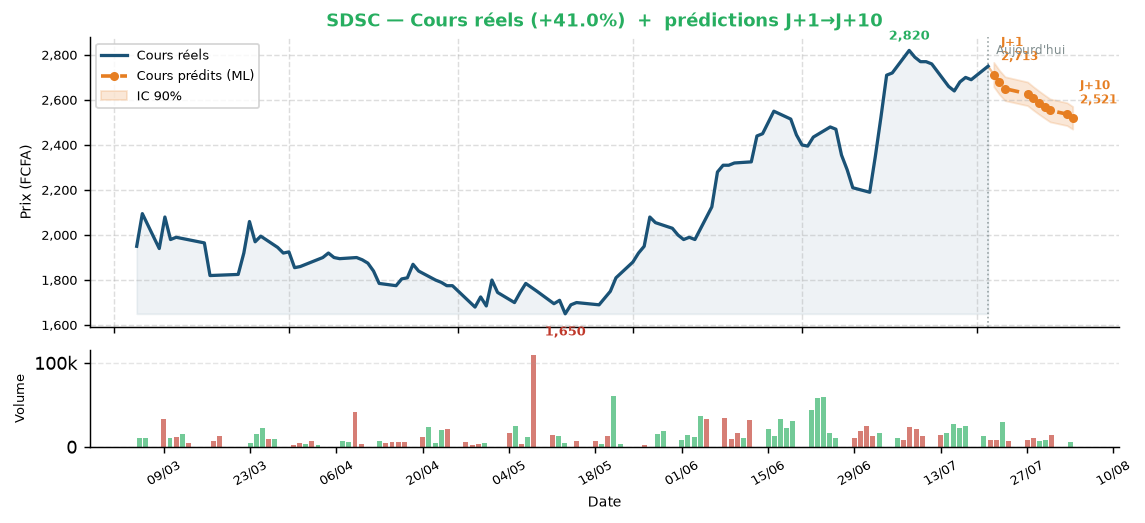 SDSC — Cours réels (+41.0%)  +  prédictions J+1→J+10
Cours réels
Cours prédits (ML)
IC 90%
2,820
J+1
2,713
Aujourd'hui
J+10
2,521
1,650
Prix (FCFA)
2,800
2,600
2,400
2,200
2,000
1,800
1,600
Volume
100k
0
09/03
23/03
06/04
20/04
04/05
18/05
01/06
15/06
29/06
13/07
27/07
10/08
Date